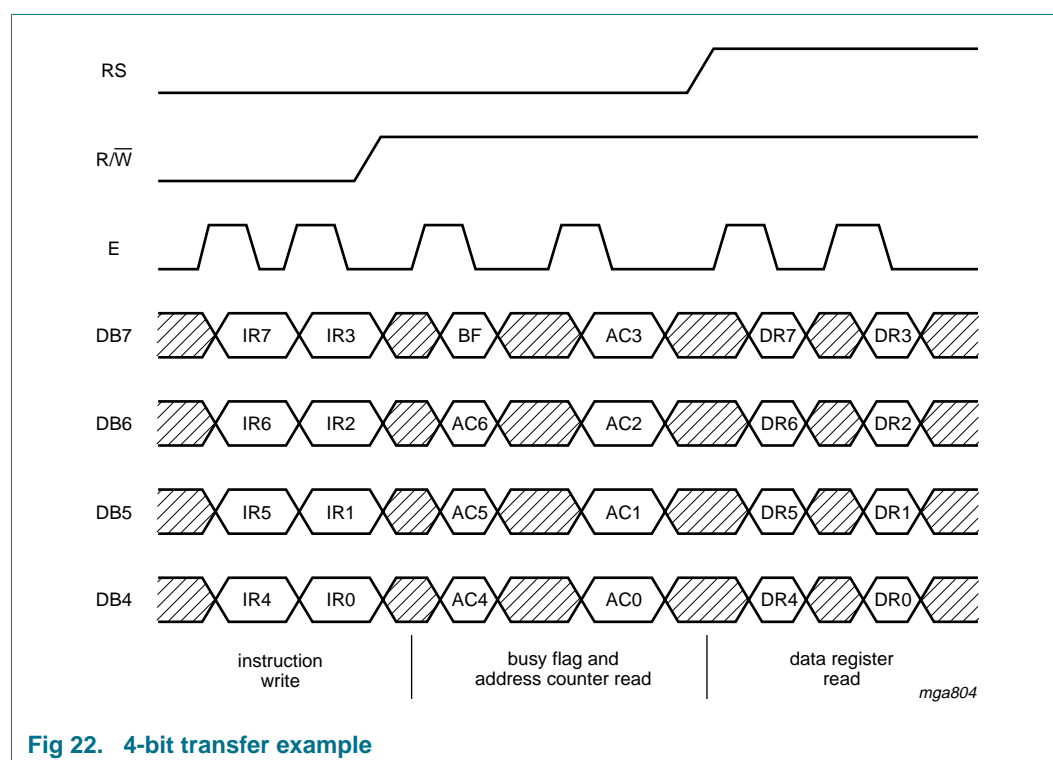 RS
R/W̅
E
DB7 IR7 IR3 BF AC3 DR7 DR3
DB6 IR6 IR2 AC6 AC2 DR6 DR2
DB5 IR5 IR1 AC5 AC1 DR5 DR1
DB4 IR4 IR0 AC4 AC0 DR4 DR0
instruction
write
busy flag and
address counter read
data register
read
mga804
Fig 22. 4-bit transfer example